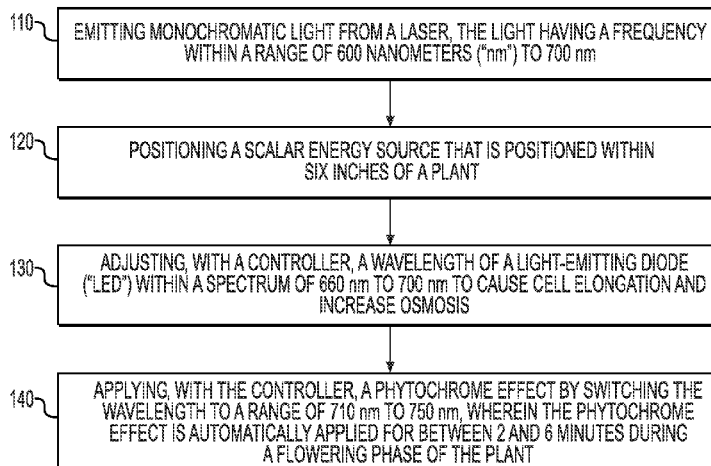 110
EMITTING MONOCHROMATIC LIGHT FROM A LASER, THE LIGHT HAVING A FREQUENCY
WITHIN A RANGE OF 600 NANOMETERS ("nm") TO 700 nm
120
POSITIONING A SCALAR ENERGY SOURCE THAT IS POSITIONED WITHIN
SIX INCHES OF A PLANT
130
ADJUSTING, WITH A CONTROLLER, A WAVELENGTH OF A LIGHT-EMITTING DIODE
("LED") WITHIN A SPECTRUM OF 660 nm TO 700 nm TO CAUSE CELL ELONGATION AND
INCREASE OSMOSIS
140
APPLYING, WITH THE CONTROLLER, A PHYTOCHROME EFFECT BY SWITCHING THE
WAVELENGTH TO A RANGE OF 710 nm TO 750 nm, WHEREIN THE PHYTOCHROME
EFFECT IS AUTOMATICALLY APPLIED FOR BETWEEN 2 AND 6 MINUTES DURING
A FLOWERING PHASE OF THE PLANT